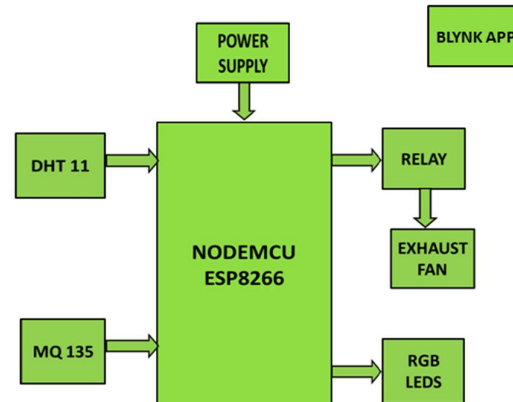 POWER
SUPPLY
BLYNK APP
DHT 11
RELAY
NODEMCU
ESP8266
EXHAUST
FAN
MQ 135
RGB
LEDS